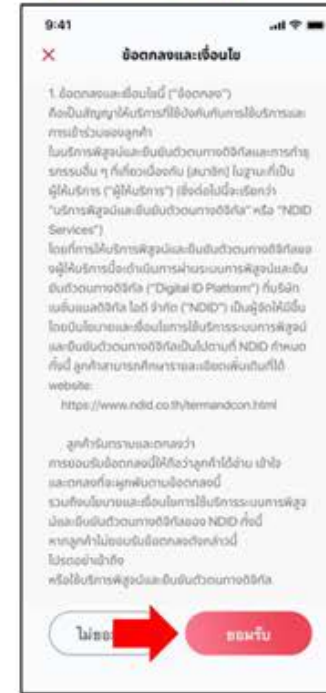 9:41
ข้อตกลงและเงื่อนไข
1. ข้อตกลงและเงื่อนไขนี้ ("ข้อตกลง")
ถือเป็นสัญญาให้บริการที่ใช้บังคับกับการใช้บริการและ
การเข้าร่วมของลูกค้า
ในบริการพิสูจน์และยืนยันตัวตนทางดิจิทัลและการทำธุ
รกรรมอื่น ๆ ที่เกี่ยวเนื่องกับ [สมาชิก] ในฐานะที่เป็น
ผู้ให้บริการ ("ผู้ให้บริการ") (ซึ่งต่อไปนี้จะเรียกว่า
"บริการพิสูจน์และยืนยันตัวตนทางดิจิทัล" หรือ "NDID
Services")
โดยที่การให้บริการพิสูจน์และยืนยันตัวตนทางดิจิทัลขอ
งผู้ให้บริการนี้จะดำเนินการผ่านระบบการพิสูจน์และยืน
ยันตัวตนทางดิจิทัล ("Digital ID Platform") ที่บริษัท
เนชั่นแนลดิจิทัล ไอดี จำกัด ("NDID") เป็นผู้จัดให้มีขึ้น
โดยมีนโยบายและเงื่อนไขการใช้บริการระบบการพิสูจน์
และยืนยันตัวตนทางดิจิทัลเป็นไปตามที่ NDID กำหนด
ทั้งนี้ ลูกค้าสามารถศึกษารายละเอียดเพิ่มเติมที่ได้
website:
https://www.ndid.co.th/termandcon.html
ลูกค้ารับทราบและตกลงว่า
การยอมรับข้อตกลงนี้ให้ถือว่าลูกค้าได้อ่าน เข้าใจ
และตกลงที่จะผูกพันตามข้อตกลงนี้
รวมถึงนโยบายและเงื่อนไขการใช้บริการระบบการพิสูจ
น์และยืนยันตัวตนทางดิจิทัลของ NDID ทั้งนี้
หากลูกค้าไม่ยอมรับข้อตกลงดังกล่าวนี้
โปรดอย่าเข้าถึง
หรือใช้บริการพิสูจน์และยืนยันตัวตนทางดิจิทัล
ยอมรับ